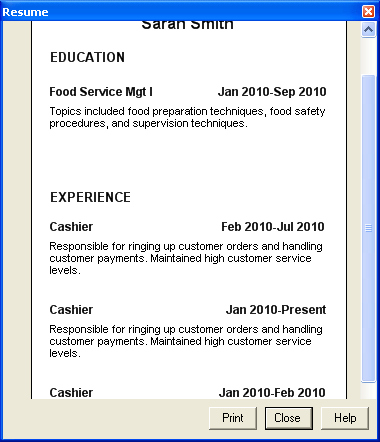 Resume
Sarah Smith
EDUCATION
Food Service Mgt I Jan 2010-Sep 2010
Topics included food preparation techniques, food safety
procedures, and supervision techniques.
EXPERIENCE
Cashier Feb 2010-Jul 2010
Responsible for ringing up customer orders and handling
customer payments. Maintained high customer service
levels.
Cashier Jan 2010-Present
Responsible for ringing up customer orders and handling
customer payments. Maintained high customer service
levels.
Cashier Jan 2010-Feb 2010
Print Close Help